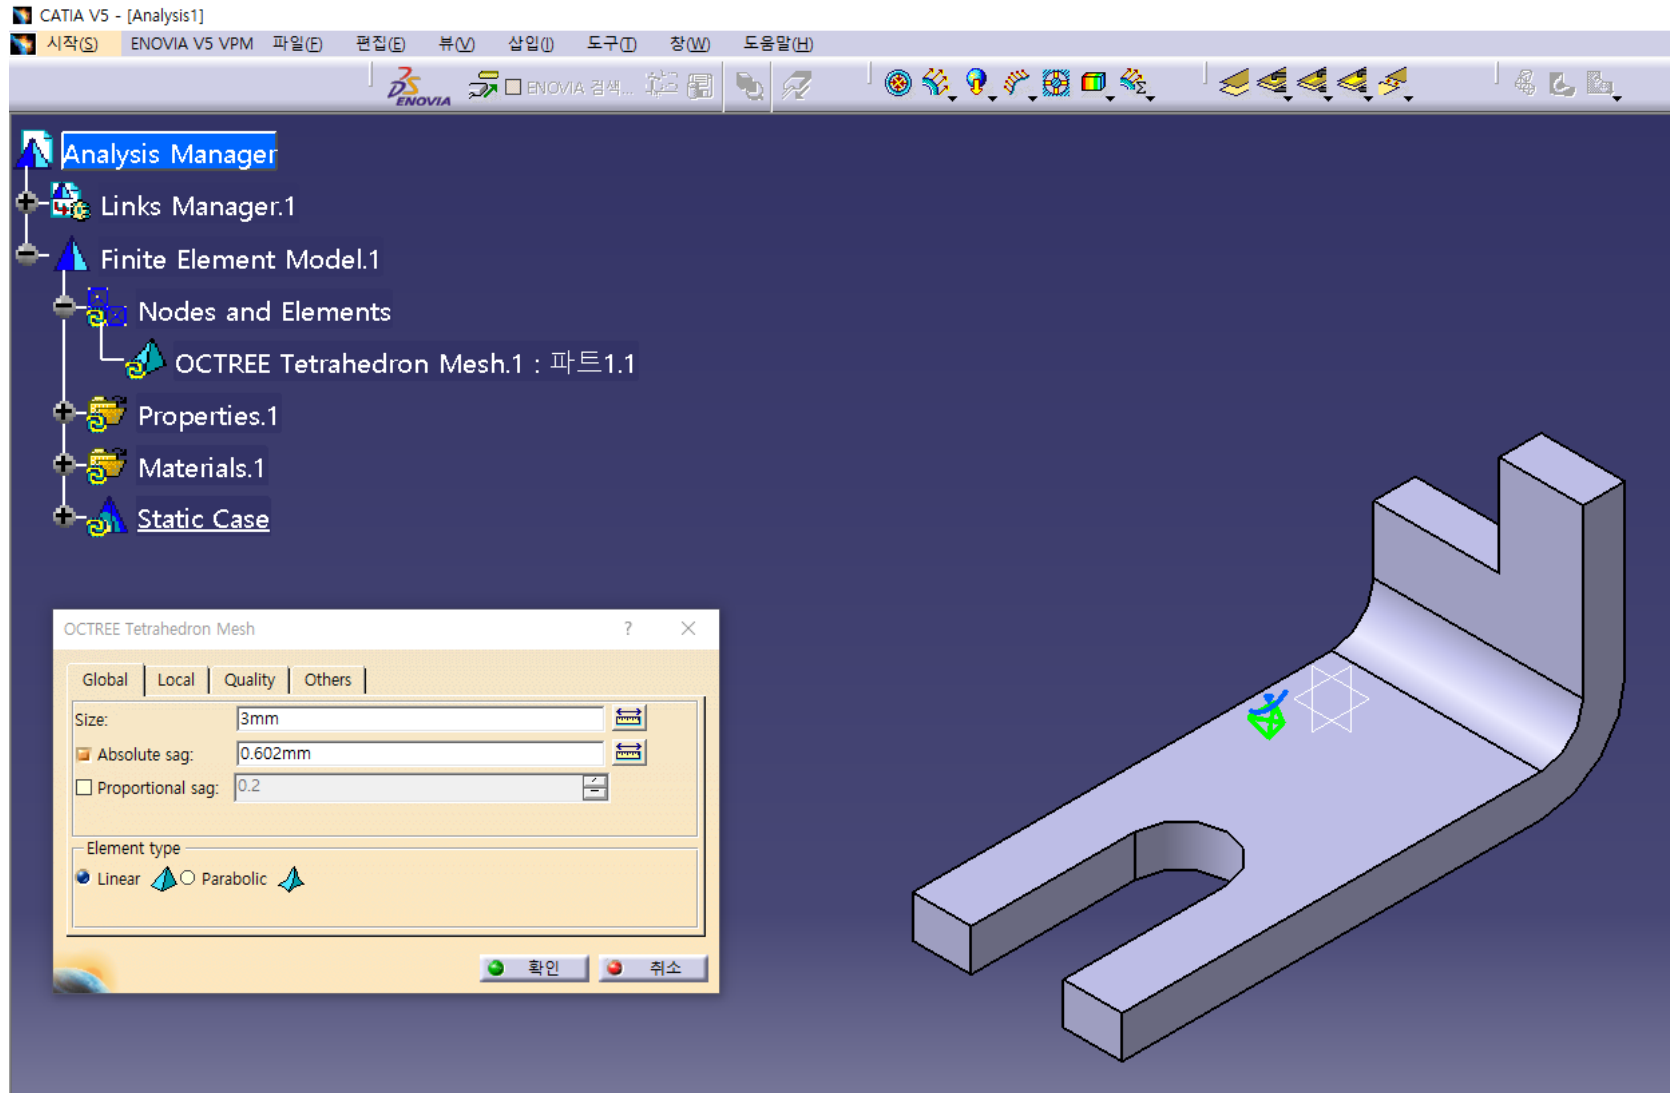 CATIA V5 - [Analysis1]
시작(S) ENOVIA V5 VPM 파일(F) 편집(E) 뷰(V) 삽입(I) 도구(T) 창(W) 도움말(H)
ENOVIA ENOVIA 검색...
Analysis Manager
Links Manager.1
Finite Element Model.1
Nodes and Elements
OCTREE Tetrahedron Mesh.1 : 파트1.1
Properties.1
Materials.1
Static Case
OCTREE Tetrahedron Mesh
Global Local Quality Others
Size: 3mm
Absolute sag: 0.602mm
Proportional sag: 0.2
Element type
Linear Parabolic
확인 취소